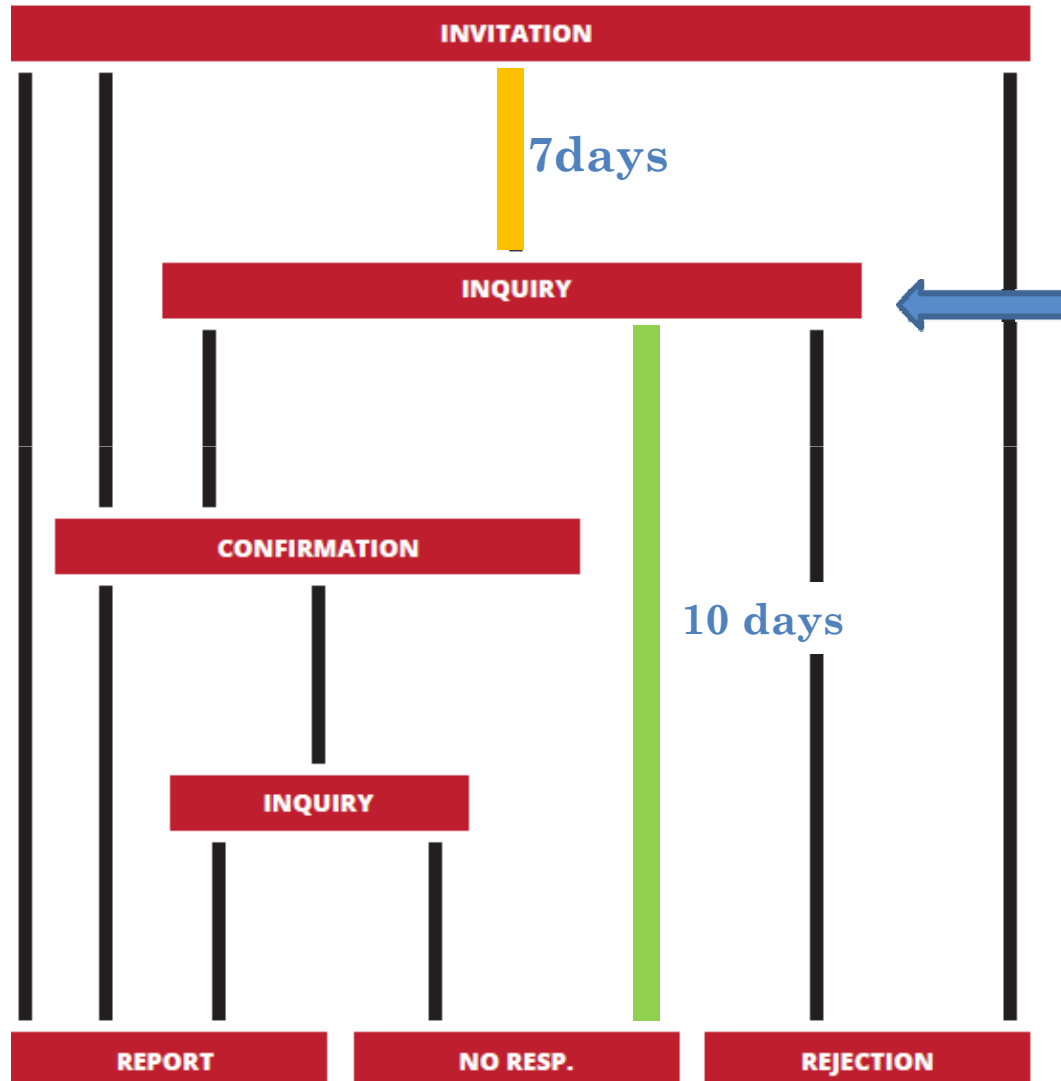 INVITATION
7days
INQUIRY
CONFIRMATION
10 days
INQUIRY
REPORT
NO RESP.
REJECTION